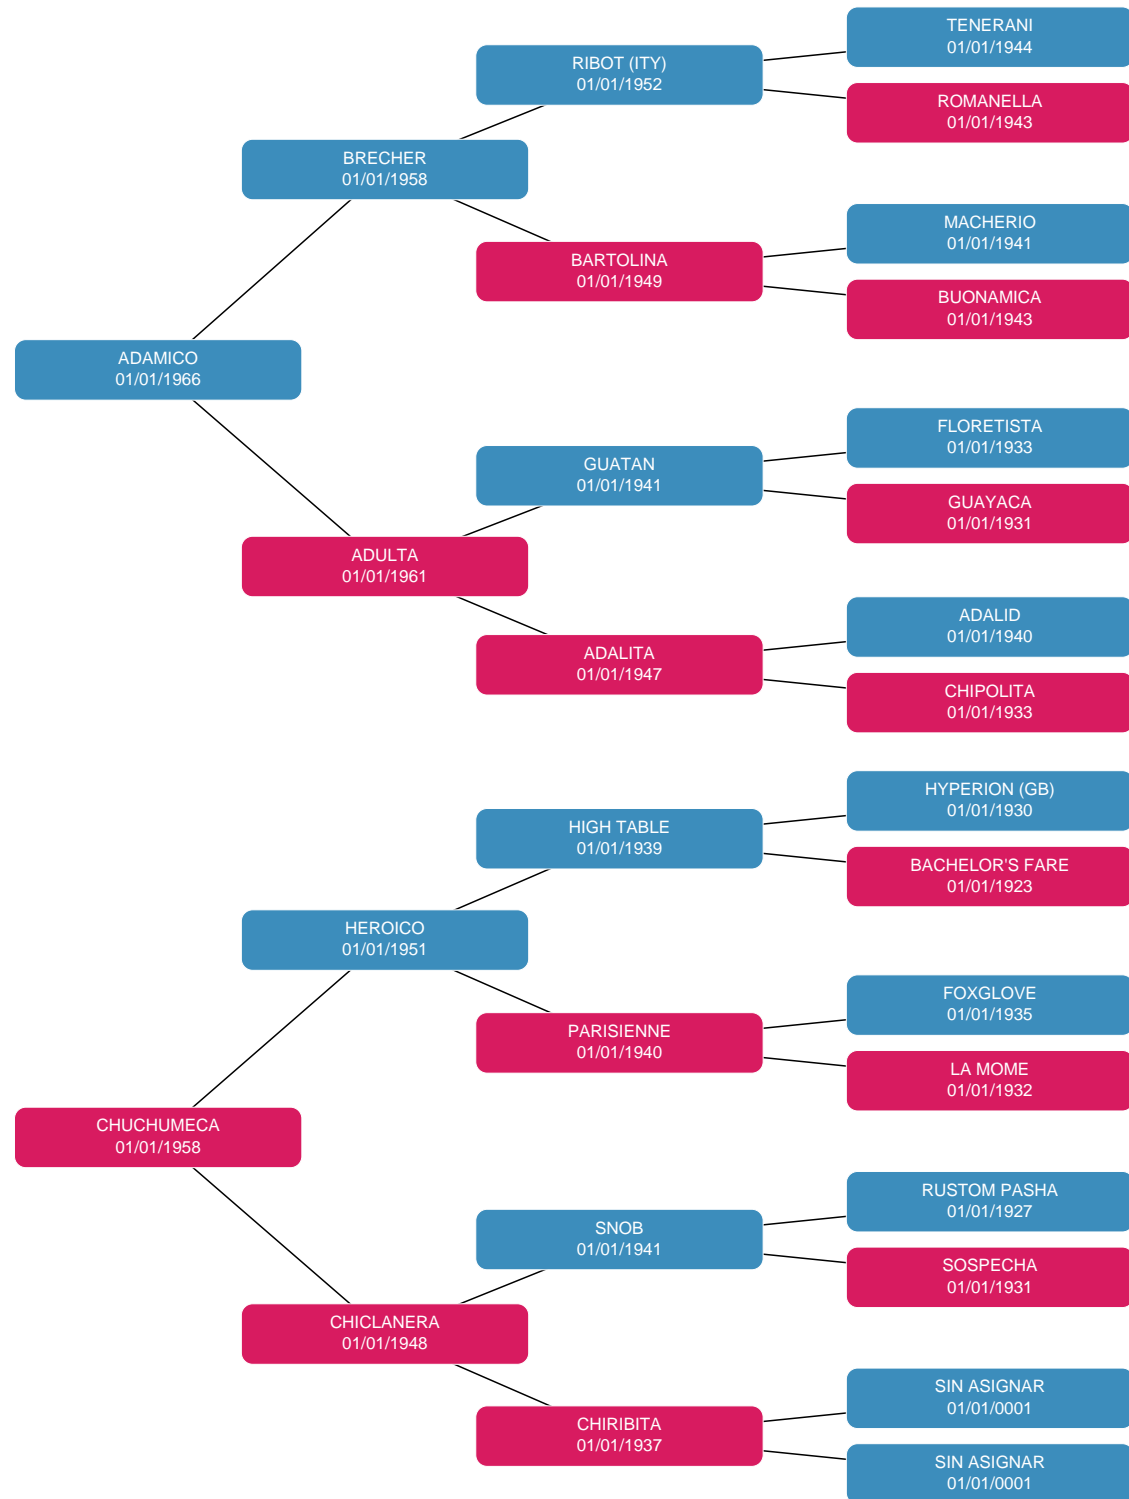 TENERANI
01/01/1944
RIBOT (ITY)
01/01/1952
ROMANELLA
01/01/1943
BRECHER
01/01/1958
MACHERIO
01/01/1941
BARTOLINA
01/01/1949
BUONAMICA
01/01/1943
ADAMICO
01/01/1966
FLORETISTA
01/01/1933
GUATAN
01/01/1941
GUAYACA
01/01/1931
ADULTA
01/01/1961
ADALID
01/01/1940
ADALITA
01/01/1947
CHIPOLITA
01/01/1933
HYPERION (GB)
01/01/1930
HIGH TABLE
01/01/1939
BACHELOR'S FARE
01/01/1923
HEROICO
01/01/1951
FOXGLOVE
01/01/1935
PARISIENNE
01/01/1940
LA MOME
01/01/1932
CHUCHUMECA
01/01/1958
RUSTOM PASHA
01/01/1927
SNOB
01/01/1941
SOSPECHA
01/01/1931
CHICLANERA
01/01/1948
SIN ASIGNAR
01/01/0001
CHIRIBITA
01/01/1937
SIN ASIGNAR
01/01/0001